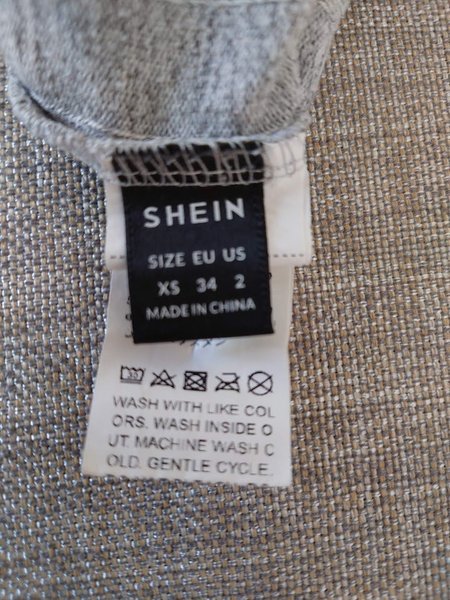 SHEIN
SIZE EU US
XS 34 2
MADE IN CHINA
WASH WITH LIKE COL
ORS. WASH INSIDE O
UT. MACHINE WASH C
OLD. GENTLE CYCLE.